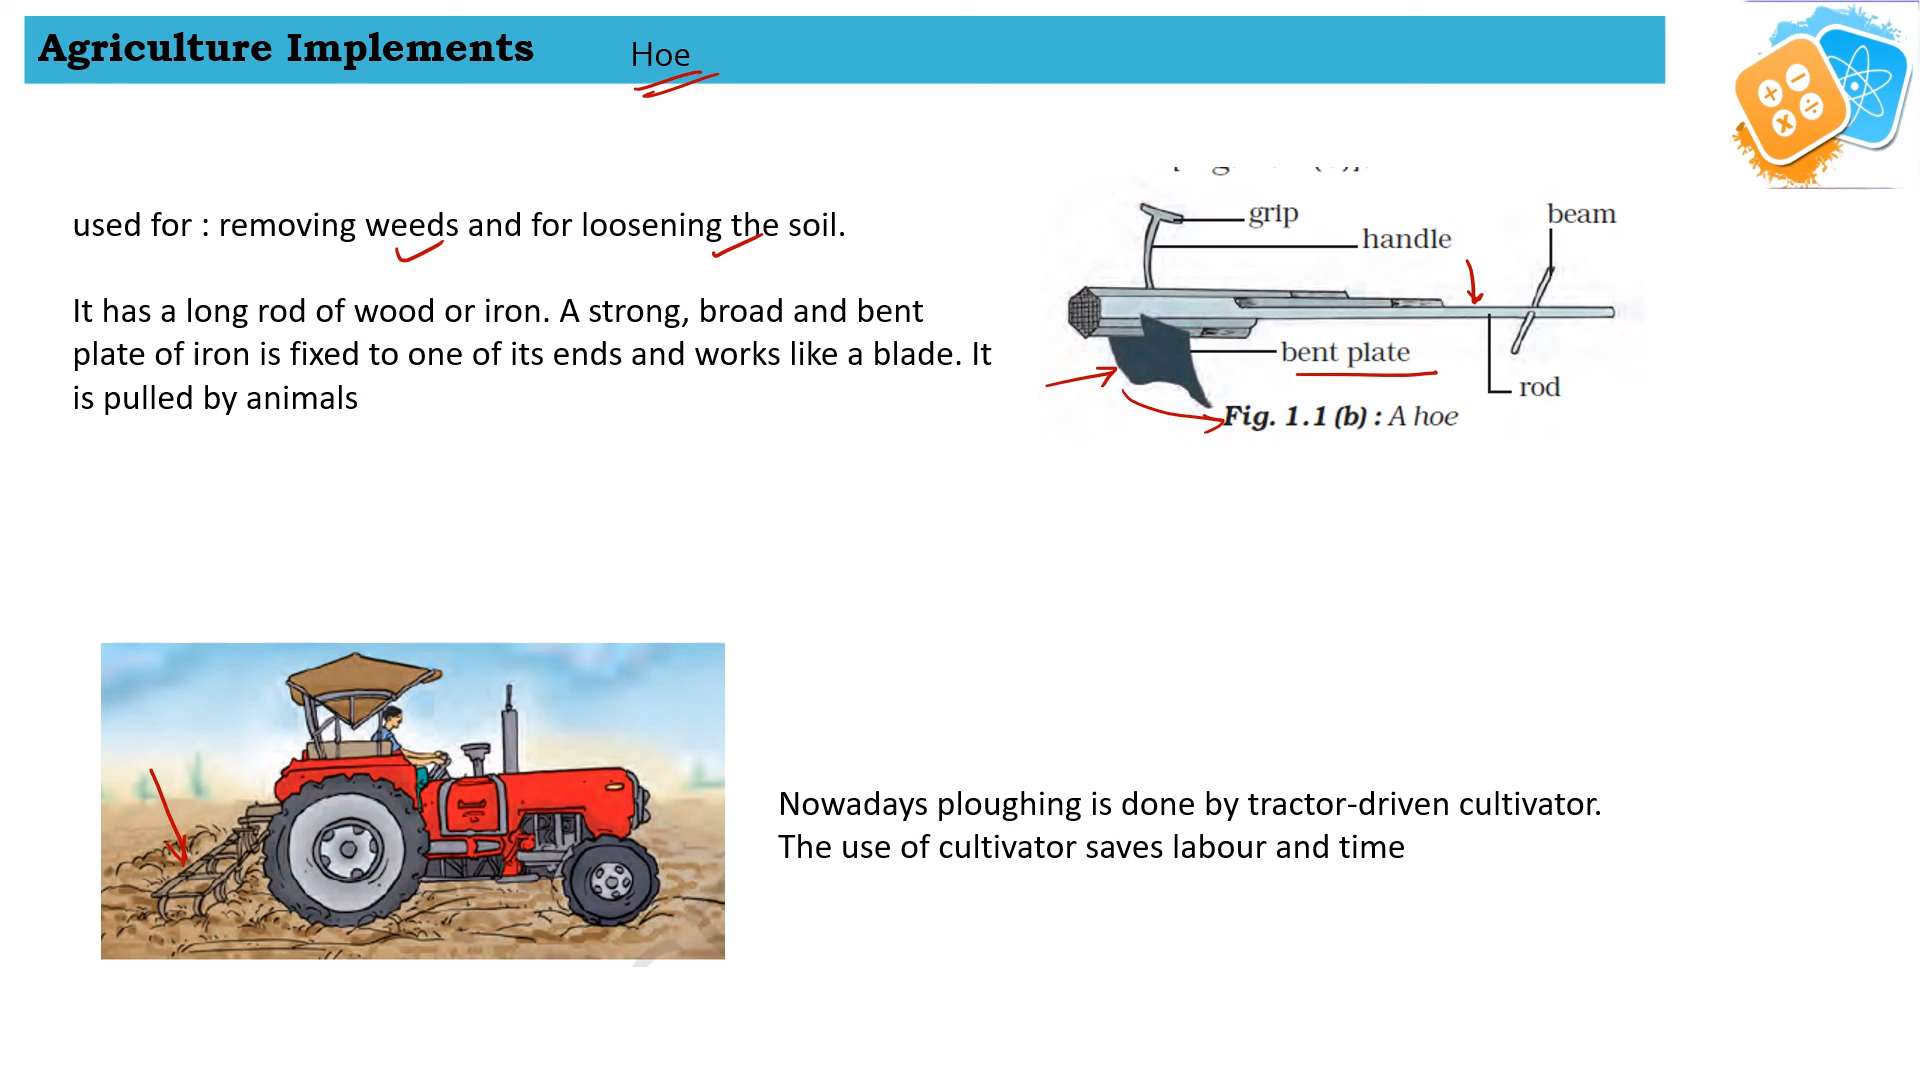 Agriculture Implements Hoe
used for : removing weeds and for loosening the soil.
It has a long rod of wood or iron. A strong, broad and bent
plate of iron is fixed to one of its ends and works like a blade. It
is pulled by animals
grip
beam
handle
bent plate
rod
Fig. 1.1 (b) : A hoe
Nowadays ploughing is done by tractor-driven cultivator.
The use of cultivator saves labour and time